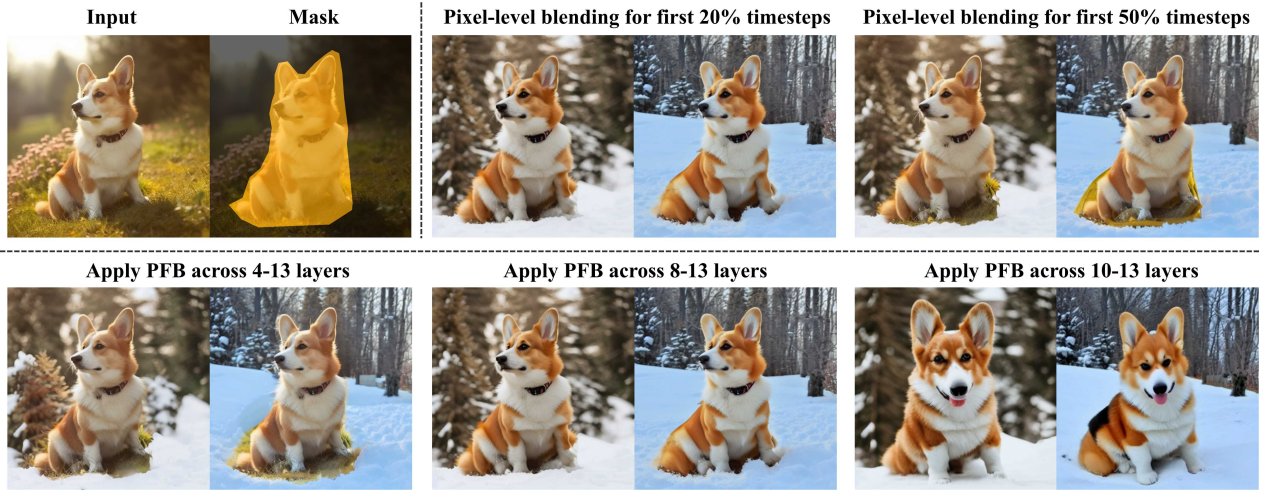 Input
Mask
Pixel-level blending for first 20% timesteps
Pixel-level blending for first 50% timesteps
Apply PFB across 4-13 layers
Apply PFB across 8-13 layers
Apply PFB across 10-13 layers